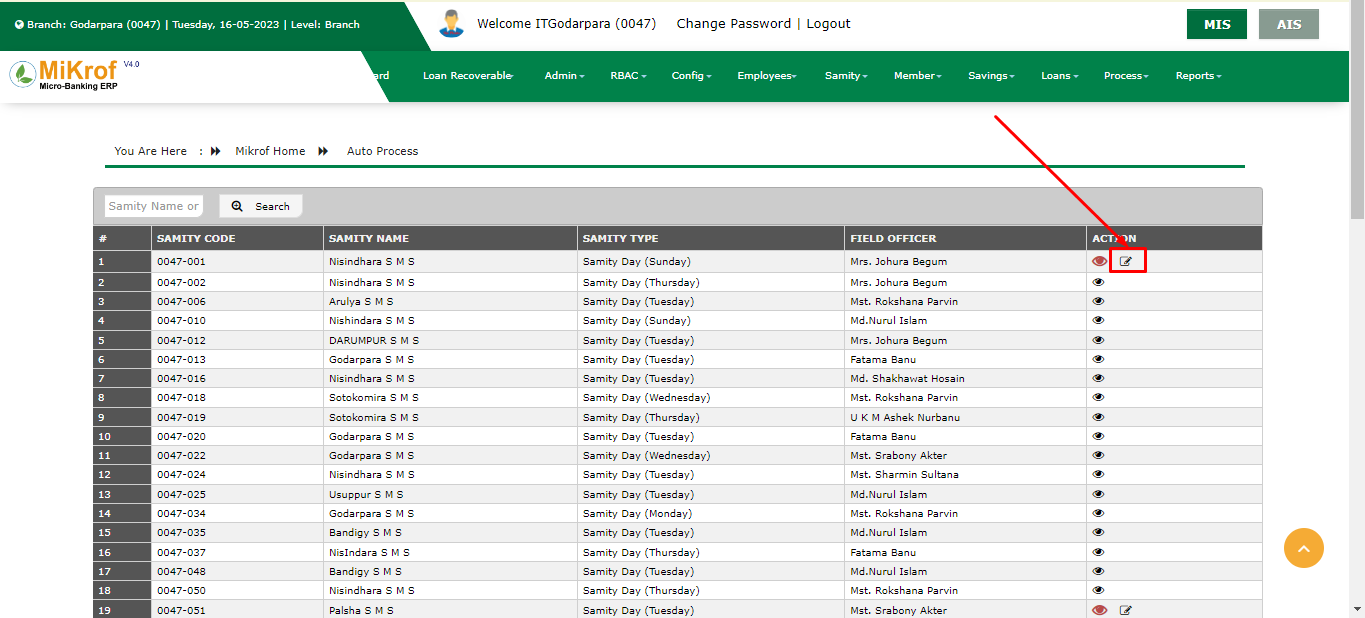 Branch: Godarpara (0047) | Tuesday, 16-05-2023 | Level: Branch
Welcome ITGodarpara (0047) Change Password | Logout
MIS AIS
MiKrof V4.0
Micro-Banking ERP
ard Loan Recoverable Admin RBAC Config Employees Samity Member Savings Loans Process Reports
You Are Here : Mikrof Home Auto Process
Samity Name or Search
# SAMITY CODE SAMITY NAME SAMITY TYPE FIELD OFFICER ACTION
1 0047-001 Nisindhara S M S Samity Day (Sunday) Mrs. Johura Begum
2 0047-002 Nisindhara S M S Samity Day (Thursday) Mrs. Johura Begum
3 0047-006 Arulya S M S Samity Day (Tuesday) Mst. Rokshana Parvin
4 0047-010 Nishindara S M S Samity Day (Sunday) Md.Nurul Islam
5 0047-012 DARUMPUR S M S Samity Day (Tuesday) Mrs. Johura Begum
6 0047-013 Godarpara S M S Samity Day (Tuesday) Fatama Banu
7 0047-016 Nisindhara S M S Samity Day (Tuesday) Md. Shakhawat Hosain
8 0047-018 Sotokomira S M S Samity Day (Wednesday) Mst. Rokshana Parvin
9 0047-019 Sotokomira S M S Samity Day (Thursday) U K M Ashek Nurbanu
10 0047-020 Godarpara S M S Samity Day (Tuesday) Fatama Banu
11 0047-022 Godarpara S M S Samity Day (Wednesday) Mst. Srabony Akter
12 0047-024 Nisindhara S M S Samity Day (Tuesday) Mst. Sharmin Sultana
13 0047-025 Usuppur S M S Samity Day (Tuesday) Md.Nurul Islam
14 0047-034 Godarpara S M S Samity Day (Monday) Mst. Rokshana Parvin
15 0047-035 Bandigy S M S Samity Day (Tuesday) Md.Nurul Islam
16 0047-037 NisIndara S M S Samity Day (Thursday) Fatama Banu
17 0047-048 Bandigy S M S Samity Day (Tuesday) Md.Nurul Islam
18 0047-050 Nisindhara S M S Samity Day (Thursday) Mst. Rokshana Parvin
19 0047-051 Palsha S M S Samity Day (Tuesday) Mst. Srabony Akter